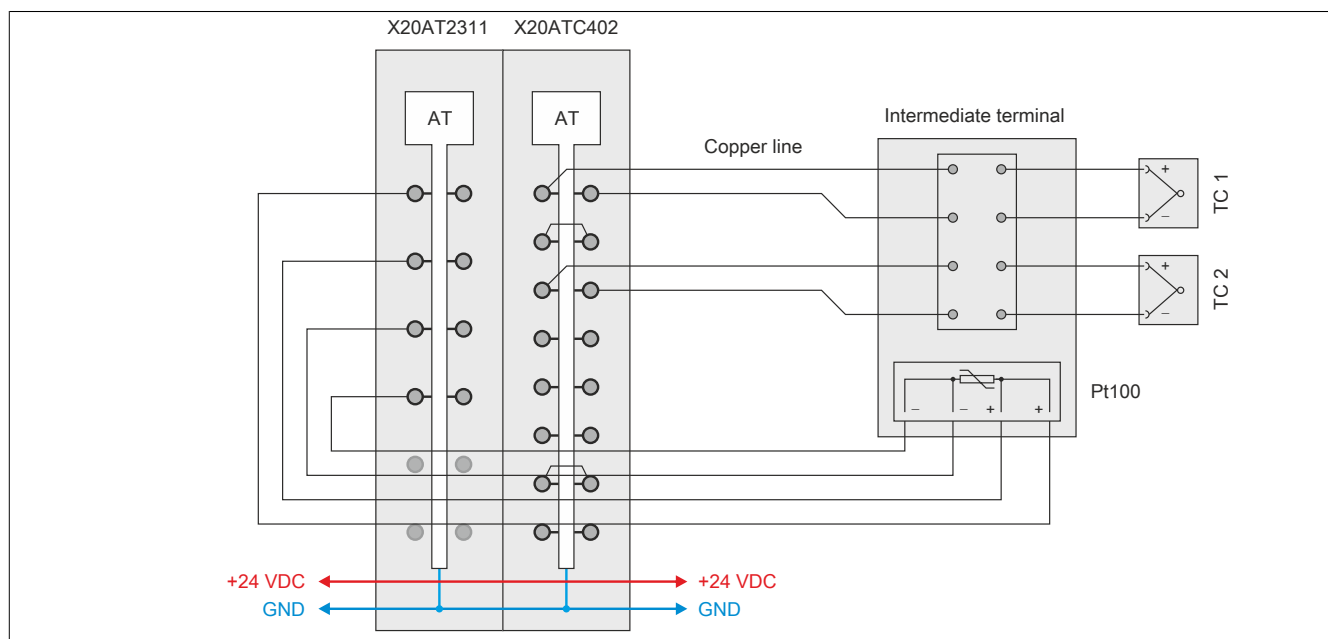 X20AT2311 X20ATC402
AT AT
Intermediate terminal
Copper line
+
−
TC 1
+
−
TC 2
Pt100
− − + +
+24 VDC +24 VDC
GND GND